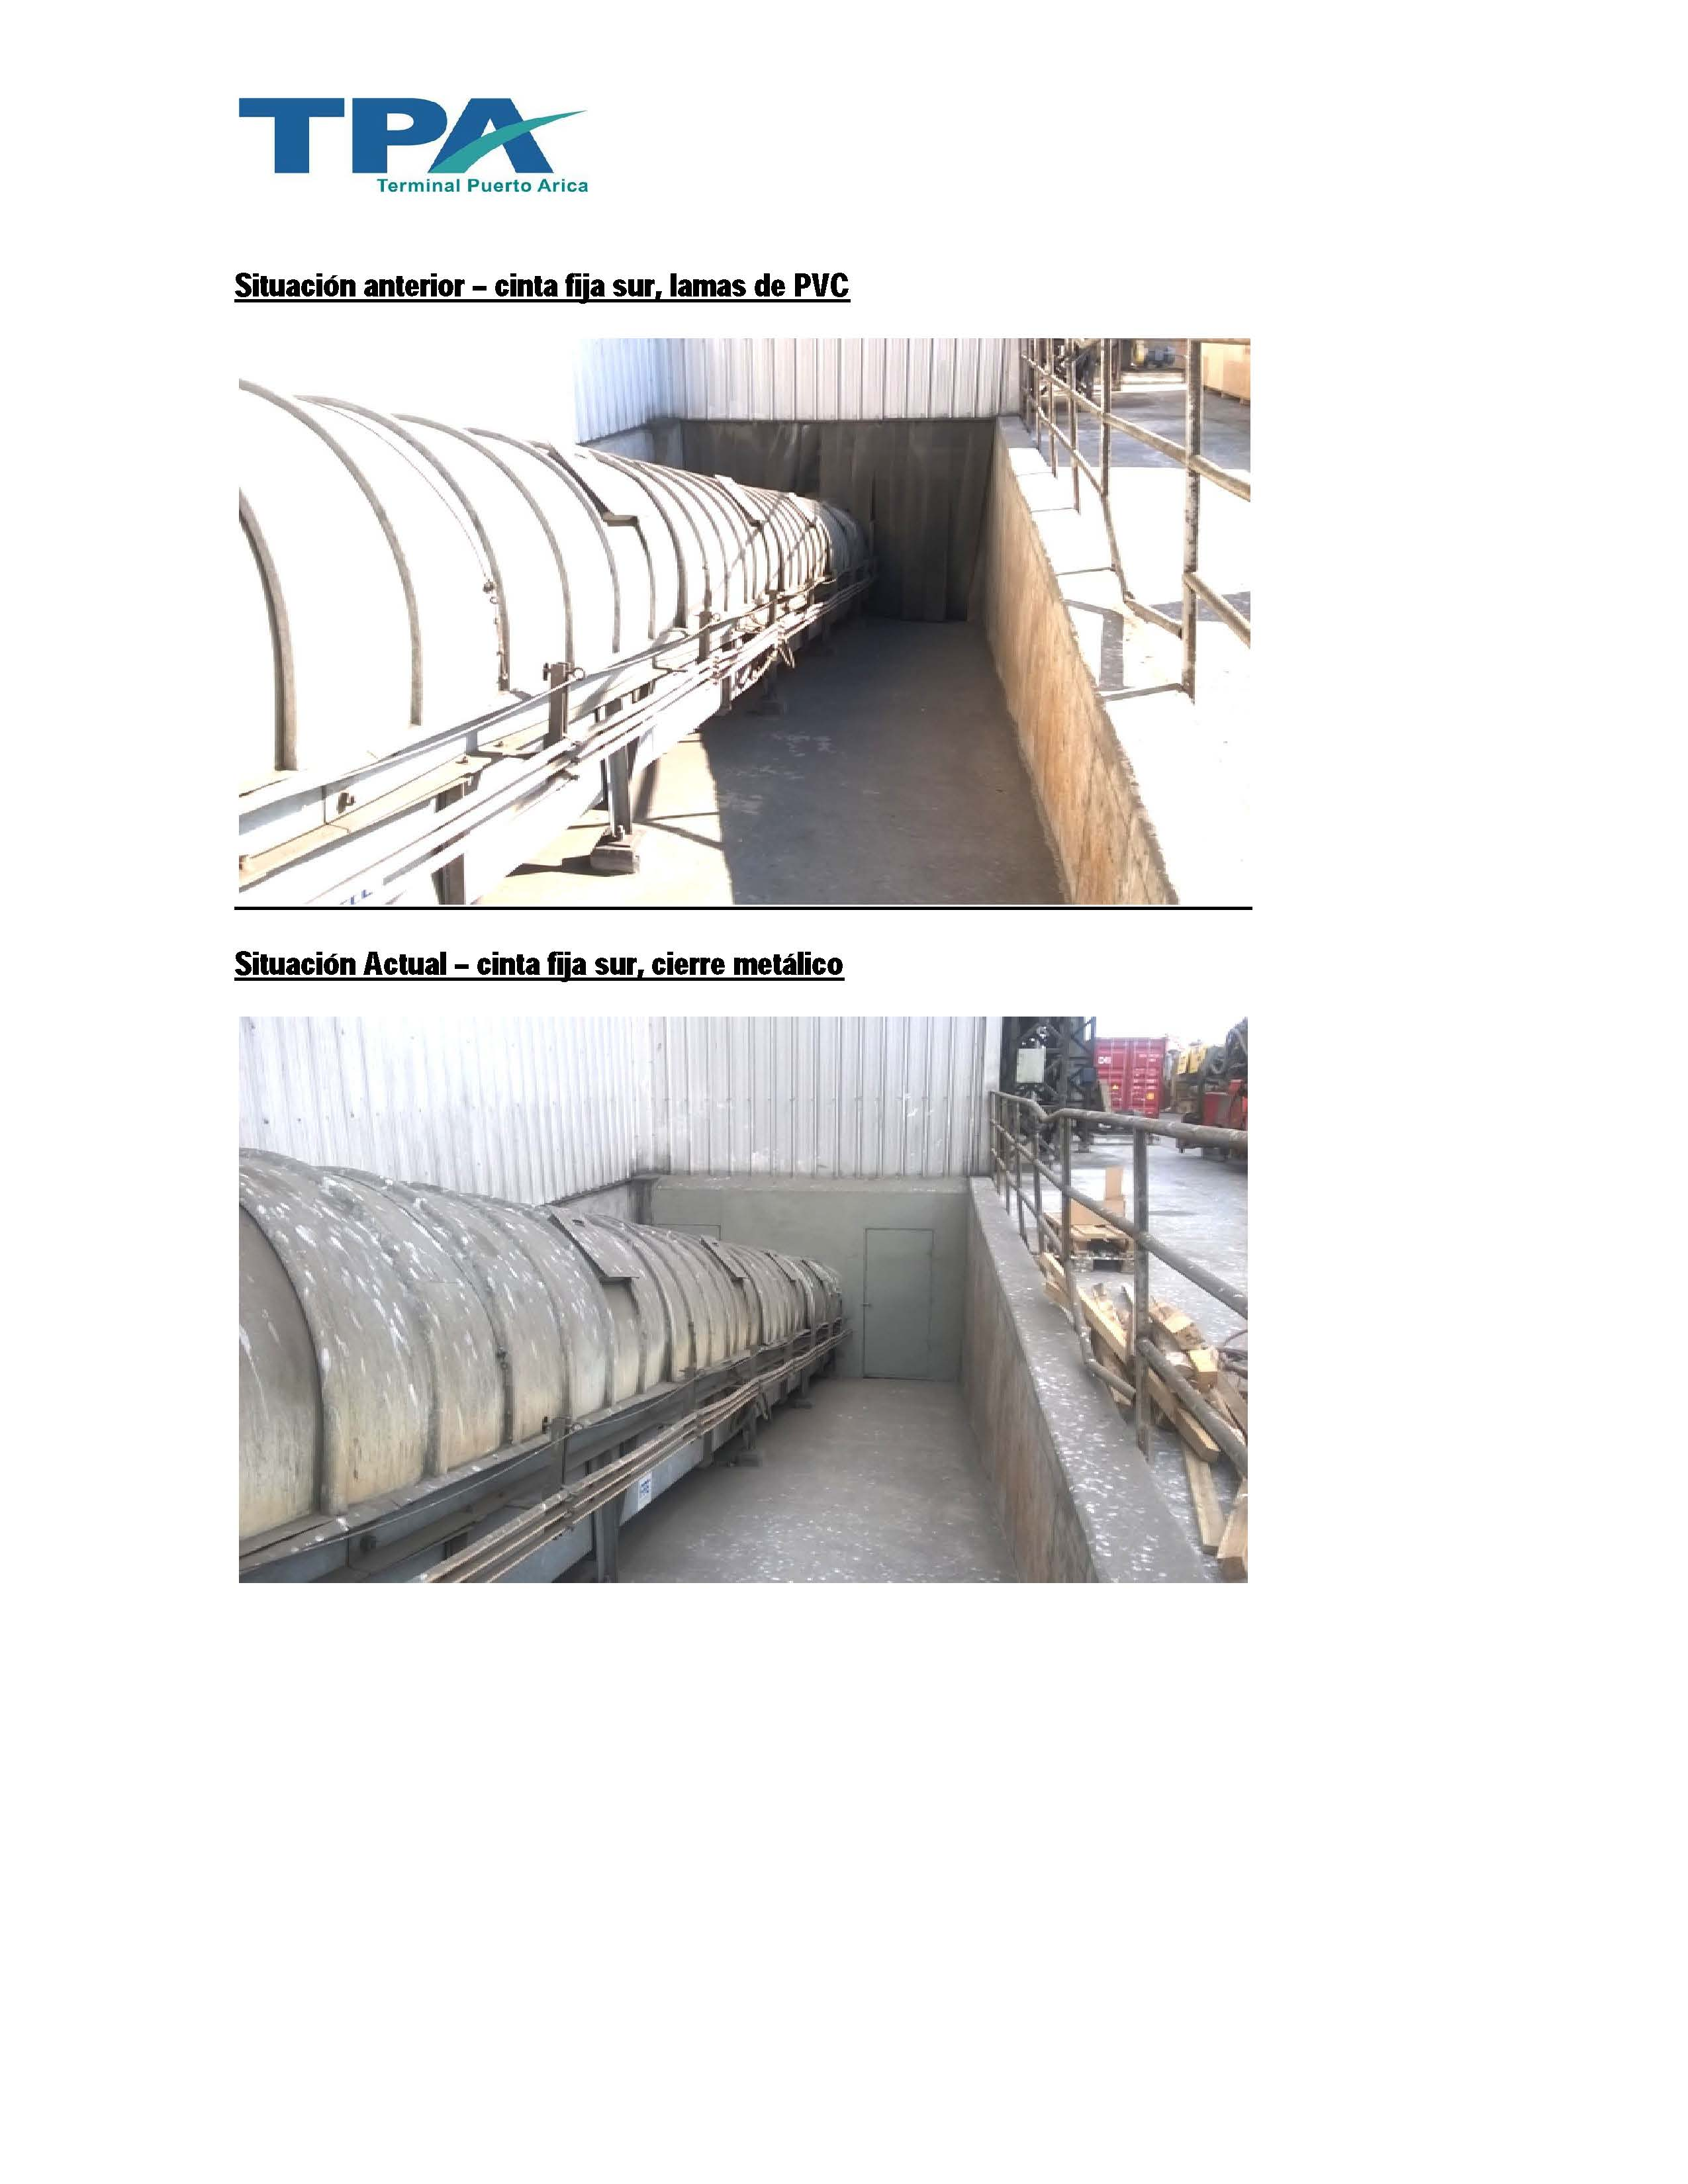 TPA
Terminal Puerto Arica
Situación anterior – cinta fija sur, lamas de PVC
Situación Actual – cinta fija sur, cierre metálico